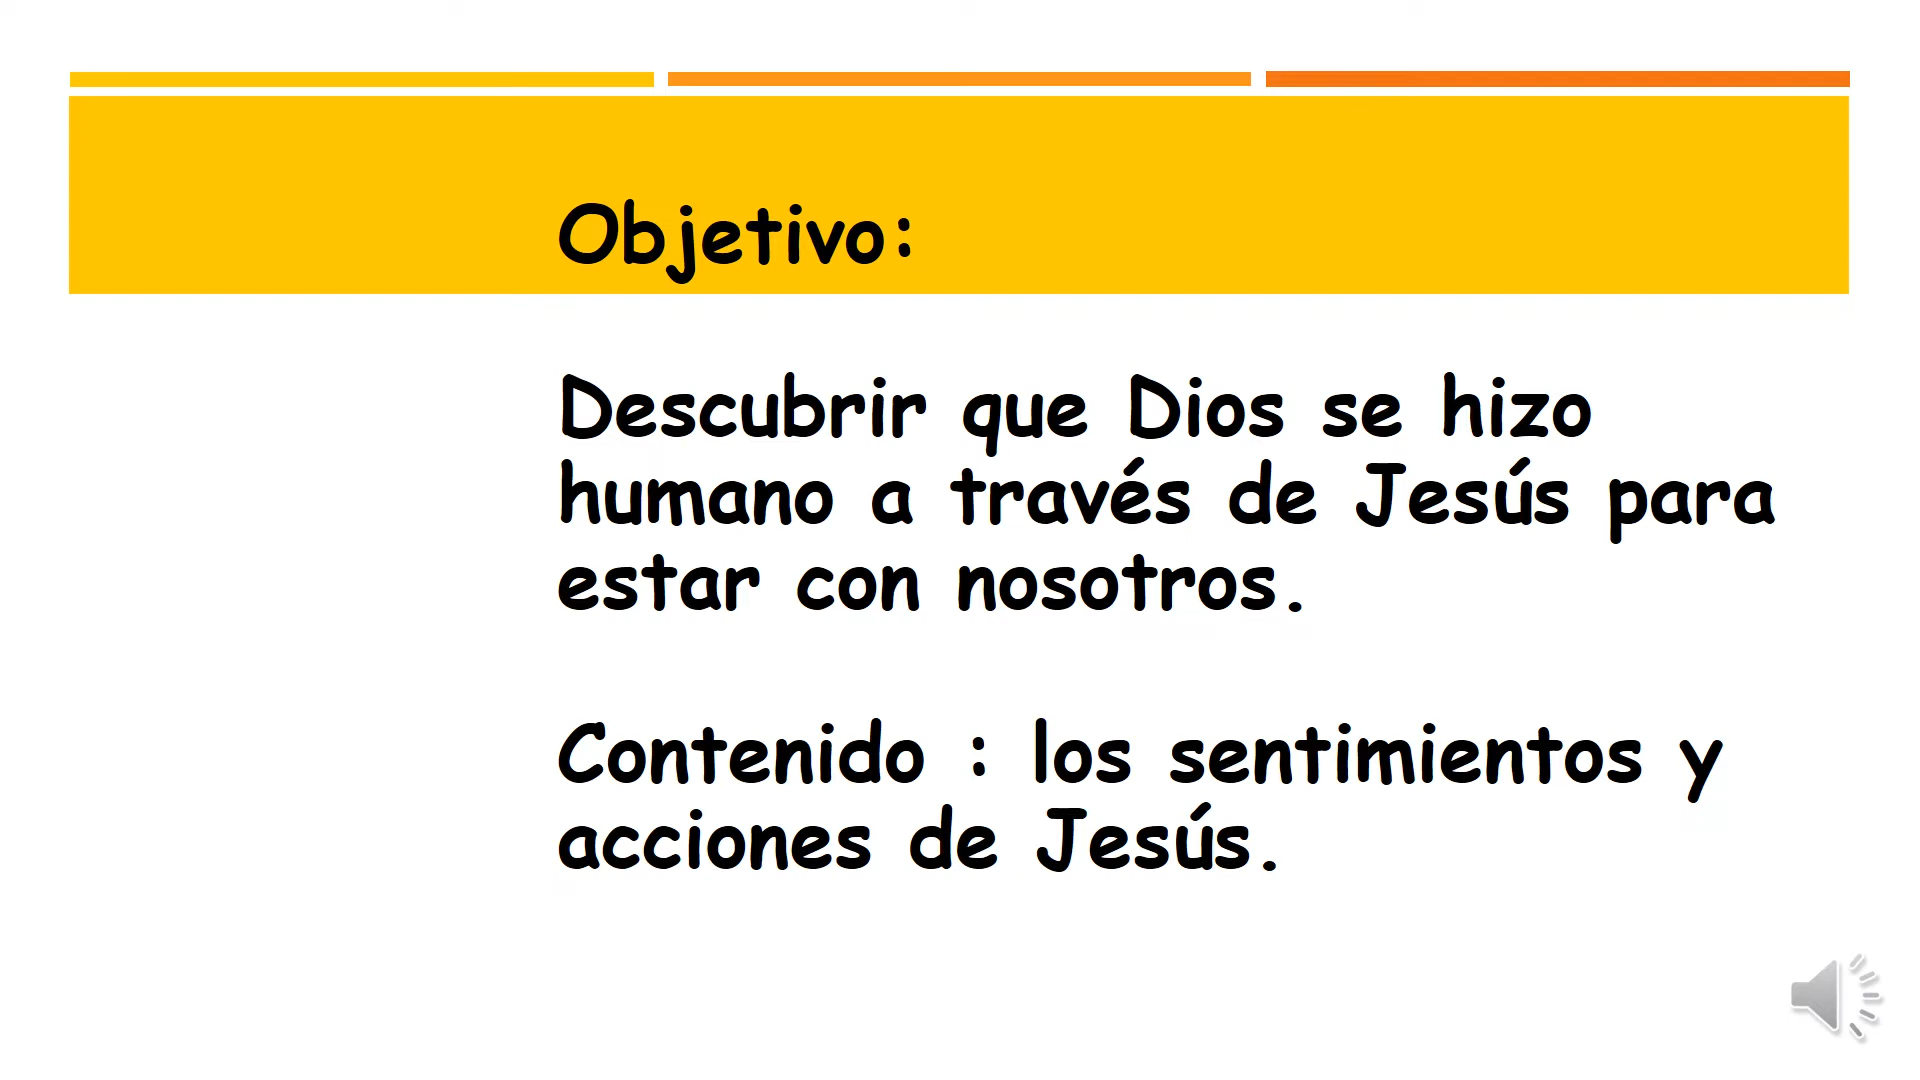 Objetivo:
Descubrir que Dios se hizo
humano a través de Jesús para
estar con nosotros.
Contenido : los sentimientos y
acciones de Jesús.